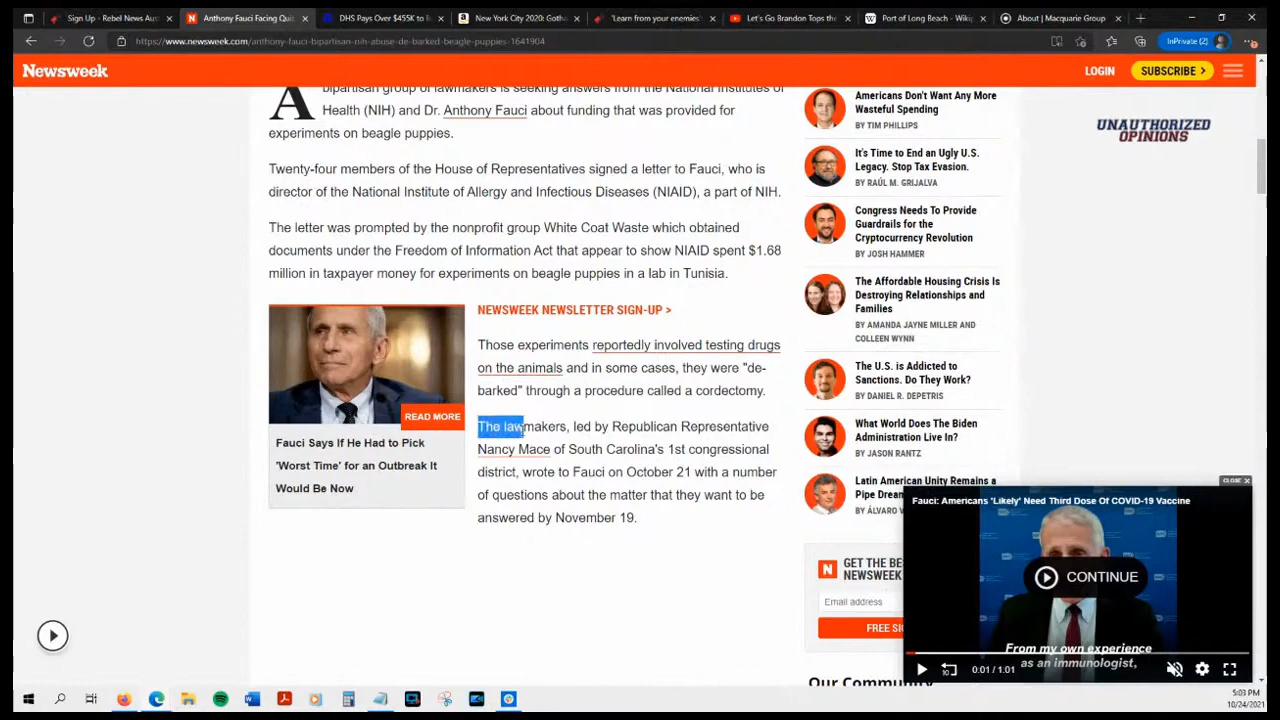 Sign Up - Rebel News Aus
Anthony Fauci Facing Quit
DHS Pays Over $455K to Bu
New York City 2020: Goth
'Learn from your enemies'
Let's Go Brandon Tops the
Port of Long Beach - Wikip
About | Macquarie Group
https://www.newsweek.com/anthony-fauci-bipartisan-nih-abuse-de-barked-beagle-puppies-1641904
InPrivate (2)
Newsweek
LOGIN
SUBSCRIBE >
A bipartisan group of lawmakers is seeking answers from the National Institutes of
Health (NIH) and Dr. Anthony Fauci about funding that was provided for
experiments on beagle puppies.
Twenty-four members of the House of Representatives signed a letter to Fauci, who is
director of the National Institute of Allergy and Infectious Diseases (NIAID), a part of NIH.
The letter was prompted by the nonprofit group White Coat Waste which obtained
documents under the Freedom of Information Act that appear to show NIAID spent $1.68
million in taxpayer money for experiments on beagle puppies in a lab in Tunisia.
READ MORE
Fauci Says If He Had to Pick
'Worst Time' for an Outbreak It
Would Be Now
NEWSWEEK NEWSLETTER SIGN-UP >
Those experiments reportedly involved testing drugs
on the animals and in some cases, they were "de-
barked" through a procedure called a cordectomy.
The lawmakers, led by Republican Representative
Nancy Mace of South Carolina's 1st congressional
district, wrote to Fauci on October 21 with a number
of questions about the matter that they want to be
answered by November 19.
Americans Don't Want Any More
Wasteful Spending
BY TIM PHILLIPS
It's Time to End an Ugly U.S.
Legacy. Stop Tax Evasion.
BY RAÚL M. GRIJALVA
Congress Needs To Provide
Guardrails for the
Cryptocurrency Revolution
BY JOSH HAMMER
The Affordable Housing Crisis Is
Destroying Relationships and
Families
BY AMANDA JAYNE MILLER AND
COLLEEN WYNN
The U.S. is Addicted to
Sanctions. Do They Work?
BY DANIEL R. DEPETRIS
What World Does The Biden
Administration Live In?
BY JASON RANTZ
Latin American Unity Remains a
Pipe Dream
BY ÁLVARO V
GET THE BES
NEWSWEEK
Email address
FREE SI
Our Community
UNAUTHORIZED
OPINIONS
CLOSE X
Fauci: Americans 'Likely' Need Third Dose Of COVID-19 Vaccine
CONTINUE
From my own experience
as an immunologist,
10
0:01 / 1:01
5:03 PM
10/24/2021